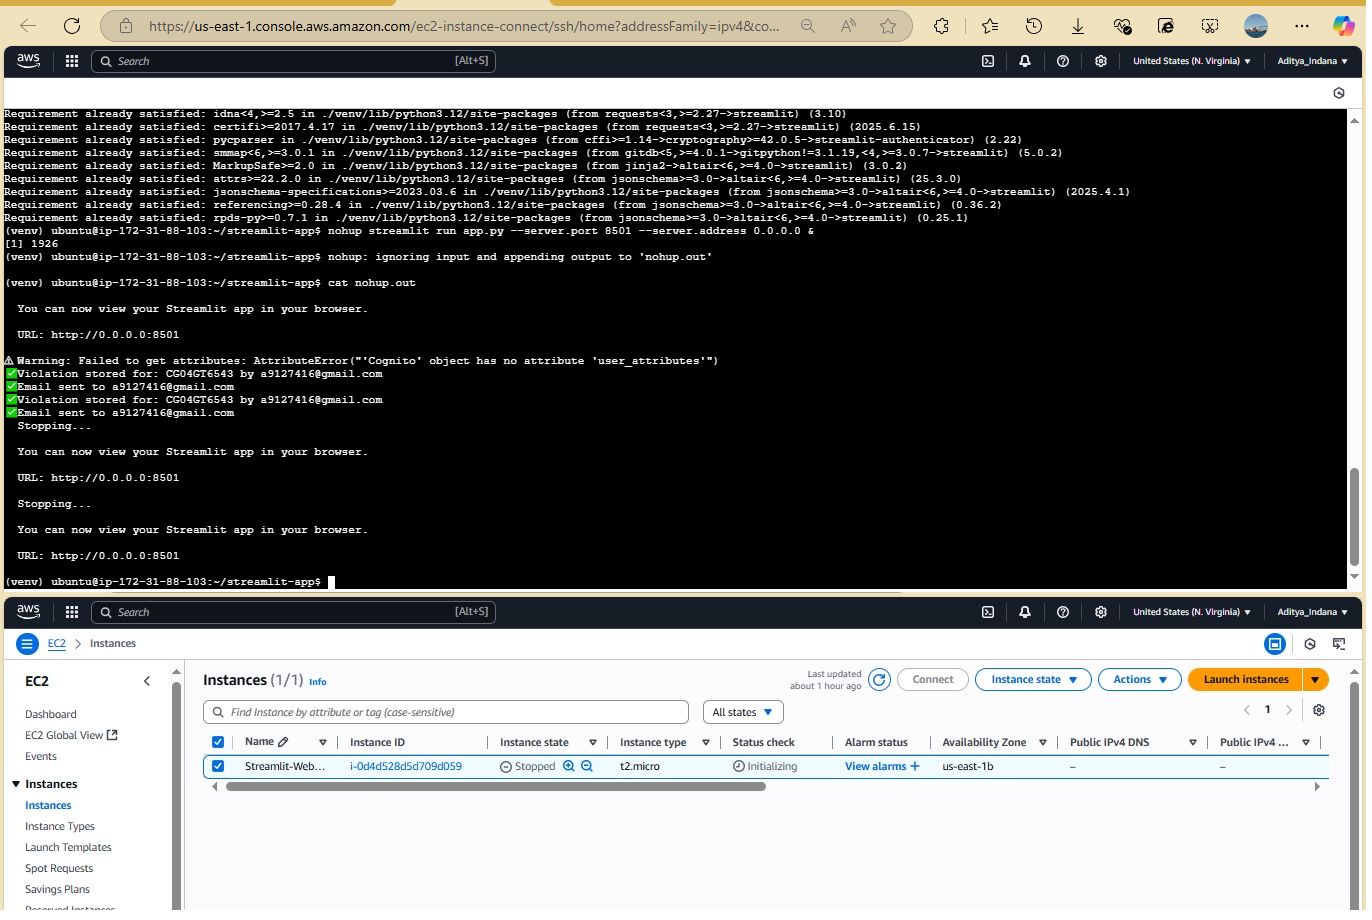 https://us-east-1.console.aws.amazon.com/ec2-instance-connect/ssh/home?addressFamily=ipv4&co...
aws
Search
[Alt+S]
United States (N. Virginia)
Aditya_Indana
Requirement already satisfied: idna<4,>=2.5 in ./venv/lib/python3.12/site-packages (from requests<3,>=2.27->streamlit) (3.10)
Requirement already satisfied: certifi>=2017.4.17 in ./venv/lib/python3.12/site-packages (from requests<3,>=2.27->streamlit) (2025.6.15)
Requirement already satisfied: pycparser in ./venv/lib/python3.12/site-packages (from cffi>=1.14->cryptography>=42.0.5->streamlit-authenticator) (2.22)
Requirement already satisfied: smmap<6,>=3.0.1 in ./venv/lib/python3.12/site-packages (from gitdb<5,>=4.0.1->gitpython!=3.1.19,<4,>=3.0.7->streamlit) (5.0.2)
Requirement already satisfied: MarkupSafe>=2.0 in ./venv/lib/python3.12/site-packages (from jinja2->altair<6,>=4.0->streamlit) (3.0.2)
Requirement already satisfied: attrs>=22.2.0 in ./venv/lib/python3.12/site-packages (from jsonschema>=3.0->altair<6,>=4.0->streamlit) (25.3.0)
Requirement already satisfied: jsonschema-specifications>=2023.03.6 in ./venv/lib/python3.12/site-packages (from jsonschema>=3.0->altair<6,>=4.0->streamlit) (2025.4.1)
Requirement already satisfied: referencing>=0.28.4 in ./venv/lib/python3.12/site-packages (from jsonschema>=3.0->altair<6,>=4.0->streamlit) (0.36.2)
Requirement already satisfied: rpds-py>=0.7.1 in ./venv/lib/python3.12/site-packages (from jsonschema>=3.0->altair<6,>=4.0->streamlit) (0.25.1)
(venv) ubuntu@ip-172-31-88-103:~/streamlit-app$ nohup streamlit run app.py --server.port 8501 --server.address 0.0.0.0 &
[1] 1926
(venv) ubuntu@ip-172-31-88-103:~/streamlit-app$ nohup: ignoring input and appending output to 'nohup.out'
(venv) ubuntu@ip-172-31-88-103:~/streamlit-app$ cat nohup.out
You can now view your Streamlit app in your browser.
URL: http://0.0.0.0:8501
⚠Warning: Failed to get attributes: AttributeError("'Cognito' object has no attribute 'user_attributes'")
✅Violation stored for: CG04GT6543 by a9127416@gmail.com
✅Email sent to a9127416@gmail.com
✅Violation stored for: CG04GT6543 by a9127416@gmail.com
✅Email sent to a9127416@gmail.com
Stopping...
You can now view your Streamlit app in your browser.
URL: http://0.0.0.0:8501
Stopping...
You can now view your Streamlit app in your browser.
URL: http://0.0.0.0:8501
(venv) ubuntu@ip-172-31-88-103:~/streamlit-app$
aws
Search
[Alt+S]
United States (N. Virginia)
Aditya_Indana
EC2 > Instances
EC2
Dashboard
EC2 Global View
Events
Instances
Instances
Instance Types
Launch Templates
Spot Requests
Savings Plans
Reserved Instances
Instances (1/1) Info
Last updated
about 1 hour ago
Connect
Instance state
Actions
Launch instances
Find Instance by attribute or tag (case-sensitive)
All states
1
Name Instance ID Instance state Instance type Status check Alarm status Availability Zone Public IPv4 DNS Public IPv4 ...
Streamlit-Web... i-0d4d528d5d709d059 Stopped t2.micro Initializing View alarms + us-east-1b – –